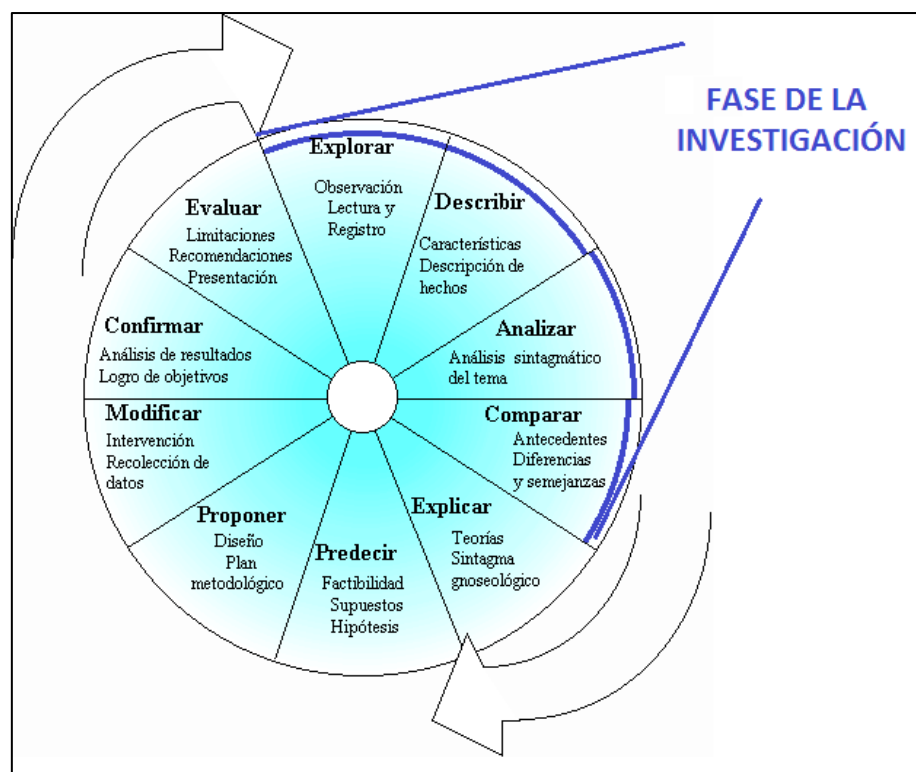 FASE DE LA
INVESTIGACIÓN
Explorar
Observación
Lectura y
Registro
Describir
Características
Descripción de
hechos
Analizar
Análisis sintagmático
del tema
Comparar
Antecedentes
Diferencias
y semejanzas
Explicar
Teorías
Sintagma
gnoseológico
Predecir
Factibilidad
Supuestos
Hipótesis
Proponer
Diseño
Plan
metodológico
Modificar
Intervención
Recolección de
datos
Confirmar
Análisis de resultados
Logro de objetivos
Evaluar
Limitaciones
Recomendaciones
Presentación